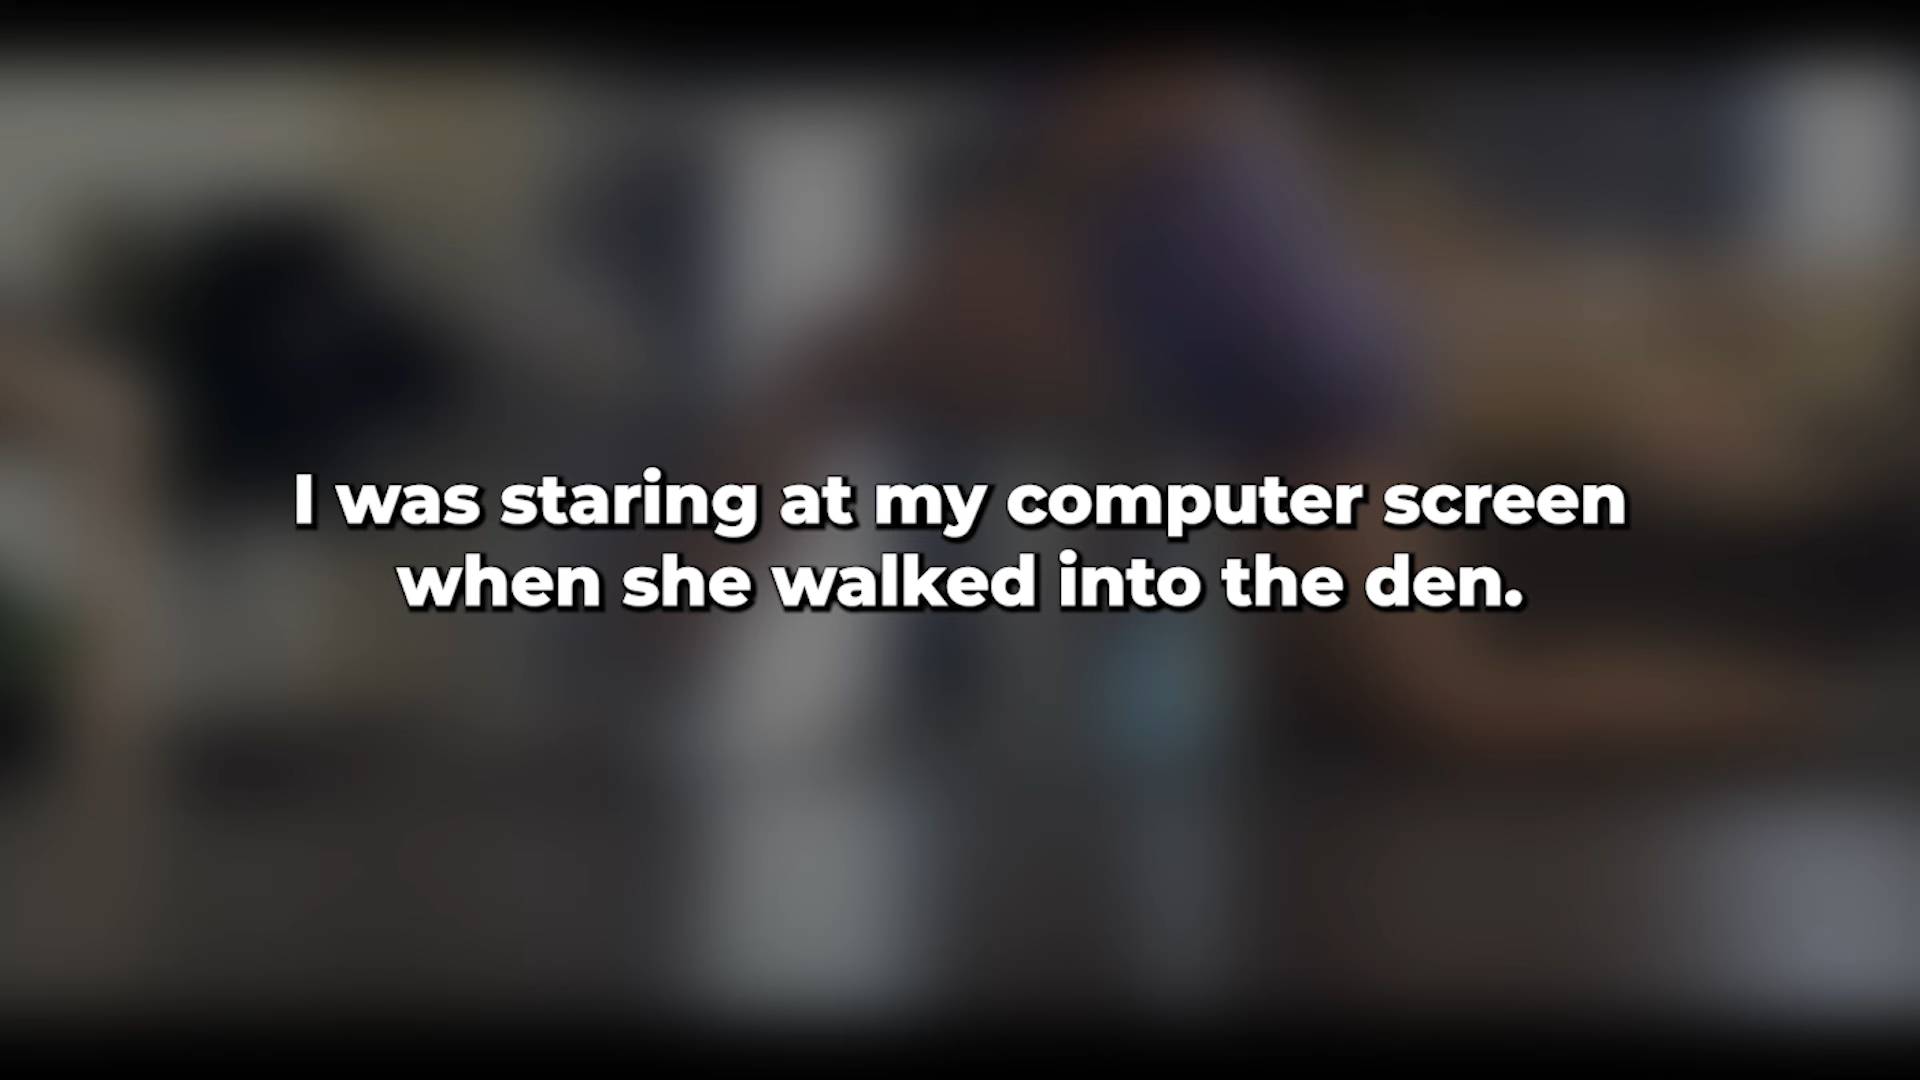 I was staring at my computer screen
when she walked into the den.